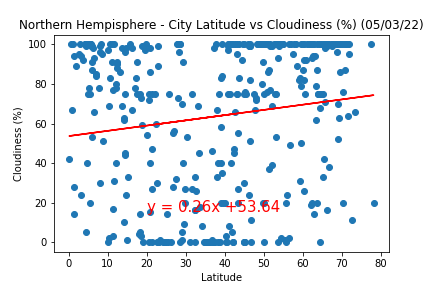 Northern Hempisphere - City Latitude vs Cloudiness (%) (05/03/22)
100
80
60
40
20
0
Cloudiness (%)
y = 0.26x +53.64
0 10 20 30 40 50 60 70 80
Latitude